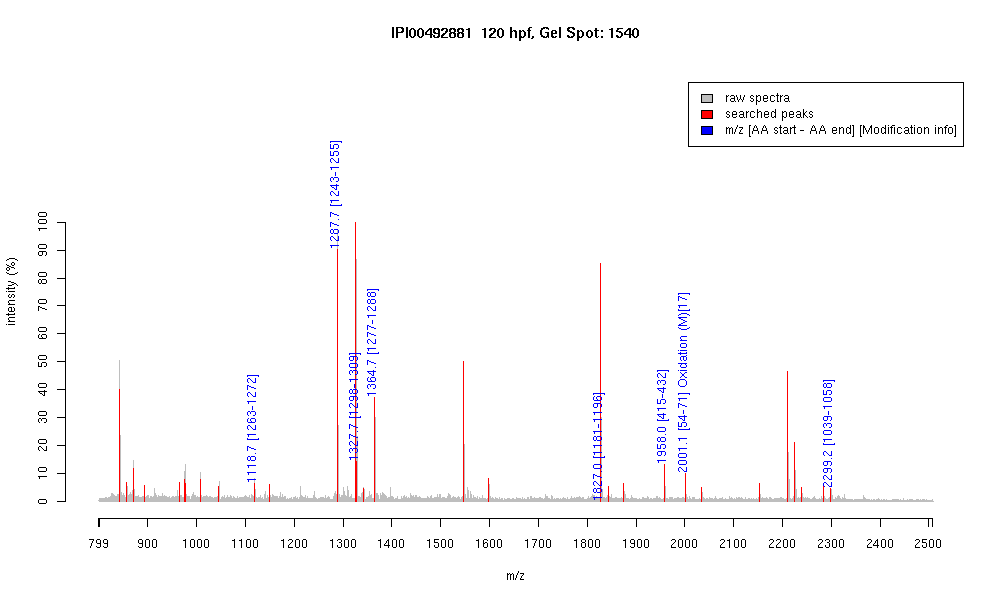 IPI00492881 120 hpf, Gel Spot: 1540
raw spectra
searched peaks
m/z [AA start - AA end] [Modification info]
intensity (%)
100
90
80
70
60
50
40
30
20
10
0
1118.7 [1263-1272]
1287.7 [1243-1255]
1327.7 [1298-1309]
1364.7 [1277-1288]
1827.0 [1181-1196]
1958.0 [415-432]
2001.1 [54-71] Oxidation (M)[17]
2299.2 [1039-1058]
799 900 1000 1100 1200 1300 1400 1500 1600 1700 1800 1900 2000 2100 2200 2300 2400 2500
m/z